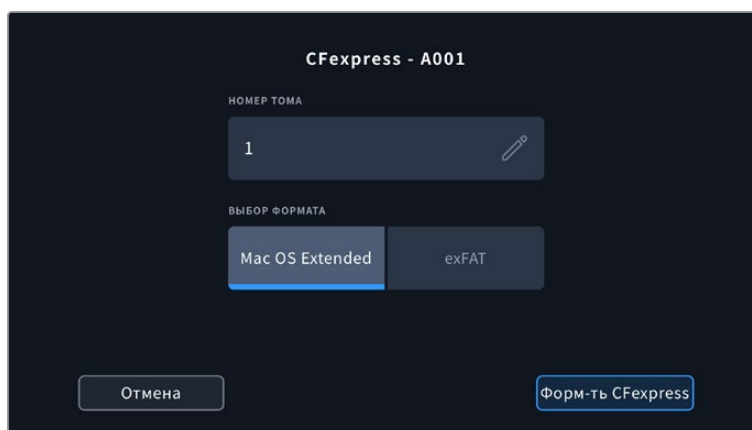 CFexpress - A001
НОМЕР ТОМА
1
ВЫБОР ФОРМАТА
Mac OS Extended exFAT
Отмена Форм-ть CFexpress